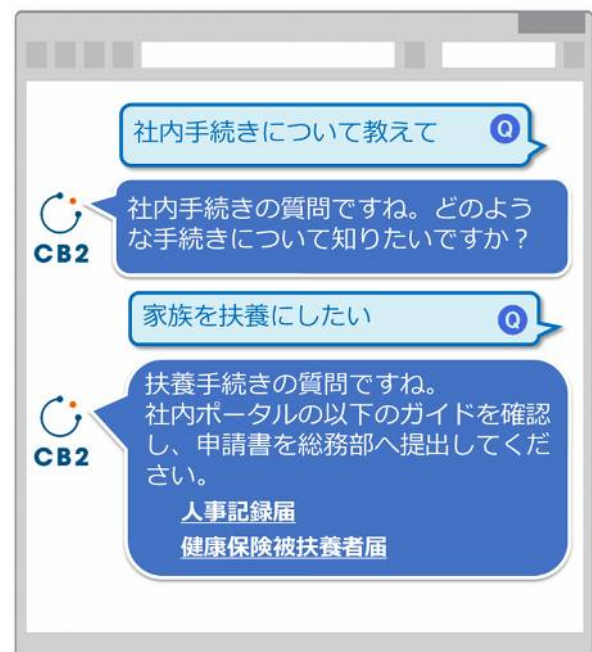 社内手続きについて教えて
Q
社内手続きの質問ですね。どのよう
な手続きについて知りたいですか？
CB2
家族を扶養にしたい
Q
扶養手続きの質問ですね。
社内ポータルの以下のガイドを確認
し、申請書を総務部へ提出してくだ
さい。
CB2
人事記録届
健康保険被扶養者届